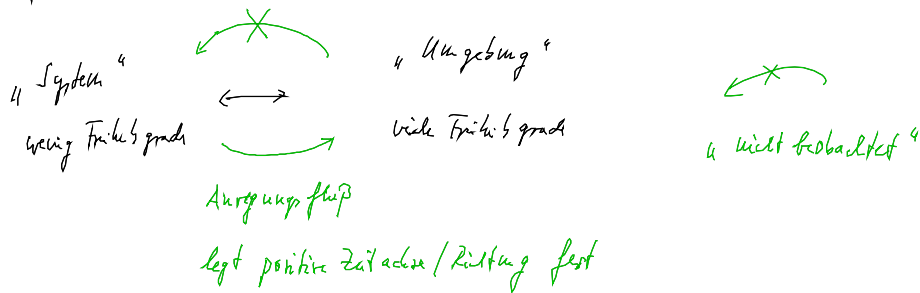 „Umgebung“
„System“
wenig Freiheitsgrade
viele Freiheitsgrade
„nicht beobachtet“
Anregungsfluß
legt positive Zeitachse/Richtung fest